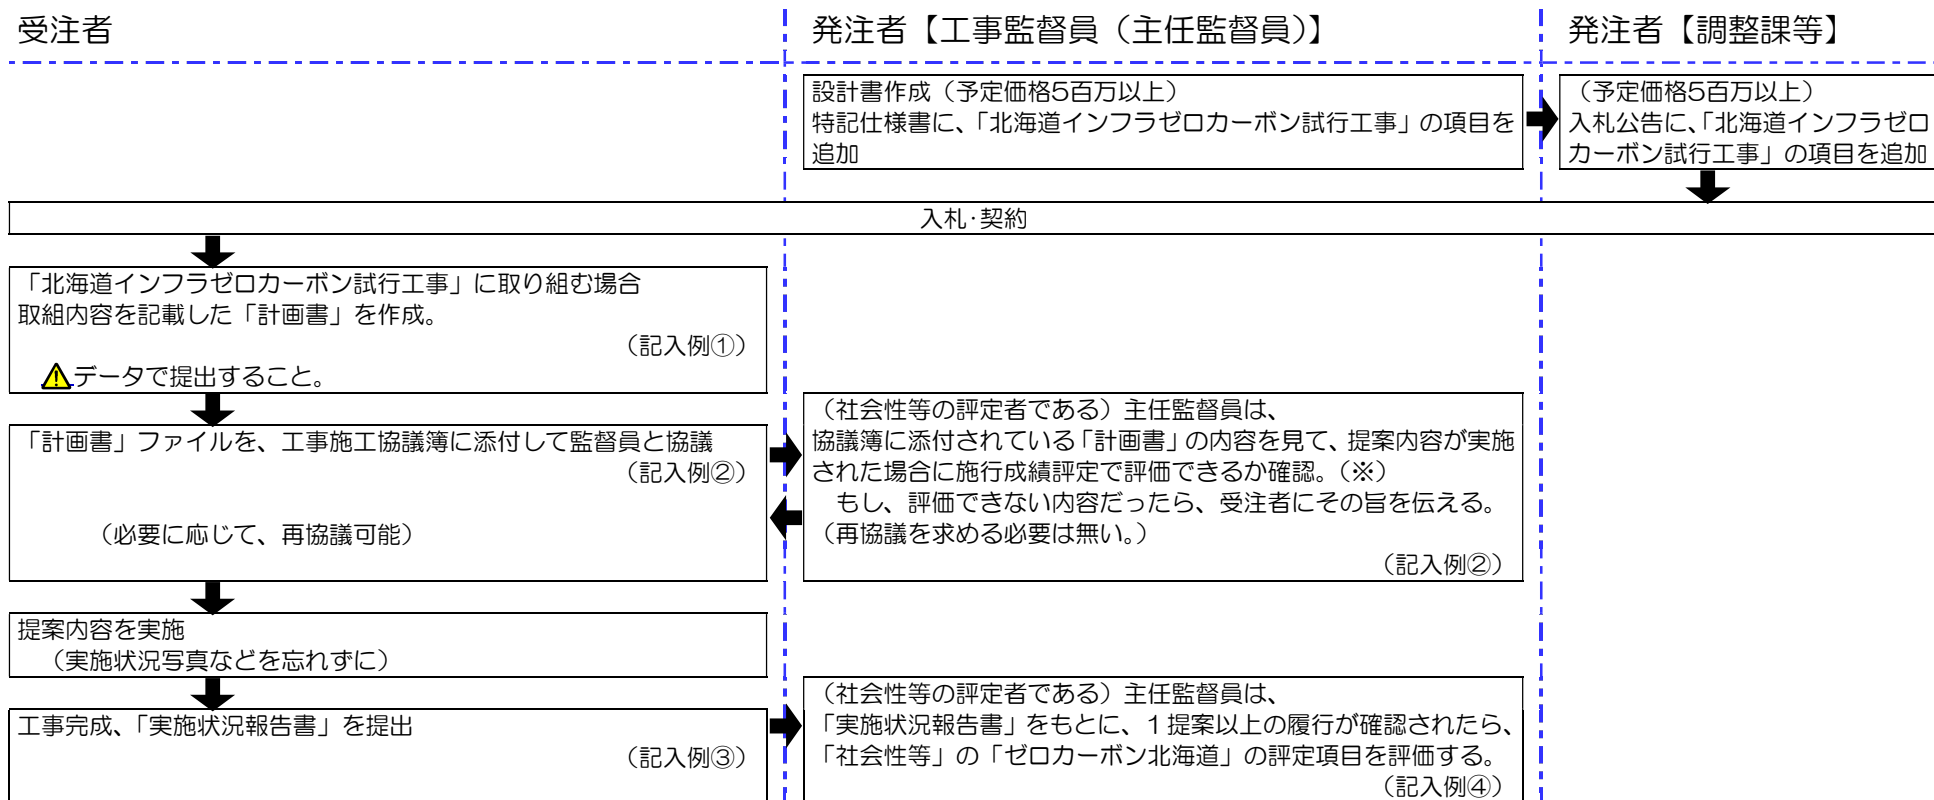 受注者
発注者【工事監督員（主任監督員）】
発注者【調整課等】
設計書作成（予定価格5百万以上）
特記仕様書に、「北海道インフラゼロカーボン試行工事」の項目を
追加
（予定価格5百万以上）
入札公告に、「北海道インフラゼロ
カーボン試行工事」の項目を追加
入札・契約
「北海道インフラゼロカーボン試行工事」に取り組む場合
取組内容を記載した「計画書」を作成。
（記入例①）
データで提出すること。
「計画書」ファイルを、工事施工協議簿に添付して監督員と協議
（記入例②）
（必要に応じて、再協議可能）
（社会性等の評定者である）主任監督員は、
協議簿に添付されている「計画書」の内容を見て、提案内容が実施
された場合に施行成績評定で評価できるか確認。（※）
もし、評価できない内容だったら、受注者にその旨を伝える。
（再協議を求める必要は無い。）
（記入例②）
提案内容を実施
（実施状況写真などを忘れずに）
工事完成、「実施状況報告書」を提出
（記入例③）
（社会性等の評定者である）主任監督員は、
「実施状況報告書」をもとに、１提案以上の履行が確認されたら、
「社会性等」の「ゼロカーボン北海道」の評定項目を評価する。
（記入例④）